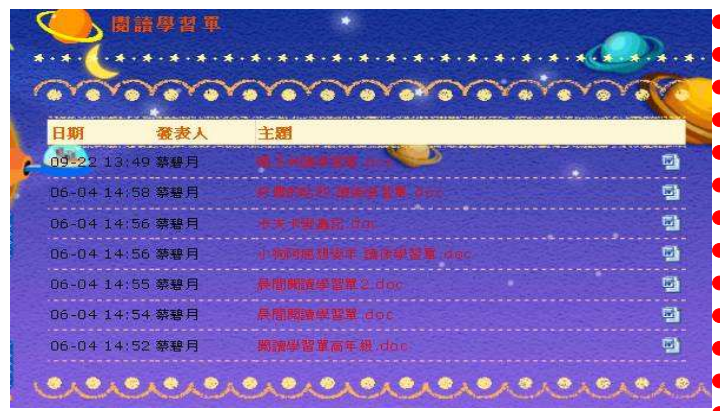 閱讀學習單
日期 發表人 主題
09-22 13:49 蔡碧月 .doc
06-04 14:58 蔡碧月 .doc
06-04 14:56 蔡碧月 .doc
06-04 14:56 蔡碧月 .doc
06-04 14:55 蔡碧月 晨間閱讀學習單2.doc
06-04 14:54 蔡碧月 晨間閱讀學習單.doc
06-04 14:52 蔡碧月 閱讀學習單高年級.doc